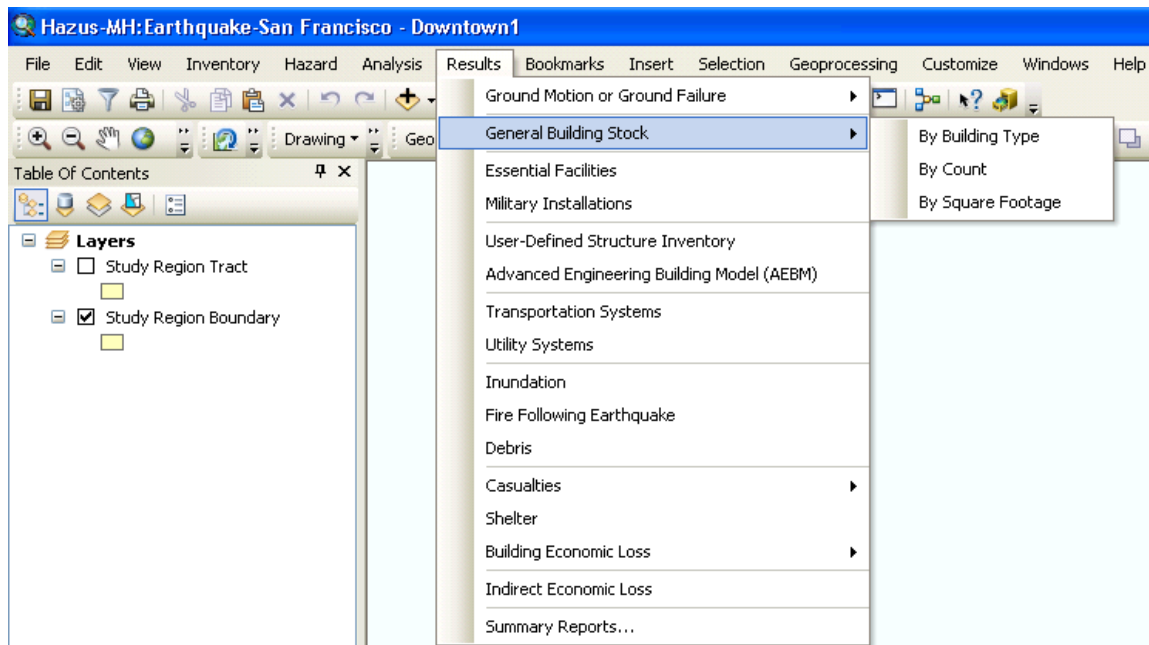 Hazus-MH:Earthquake-San Francisco - Downtown1
File Edit View Inventory Hazard Analysis Results Bookmarks Insert Selection Geoprocessing Customize Windows Help
Drawing
Geo
Table Of Contents
Layers
Study Region Tract
Study Region Boundary
Ground Motion or Ground Failure
General Building Stock
Essential Facilities
Military Installations
User-Defined Structure Inventory
Advanced Engineering Building Model (AEBM)
Transportation Systems
Utility Systems
Inundation
Fire Following Earthquake
Debris
Casualties
Shelter
Building Economic Loss
Indirect Economic Loss
Summary Reports...
By Building Type
By Count
By Square Footage